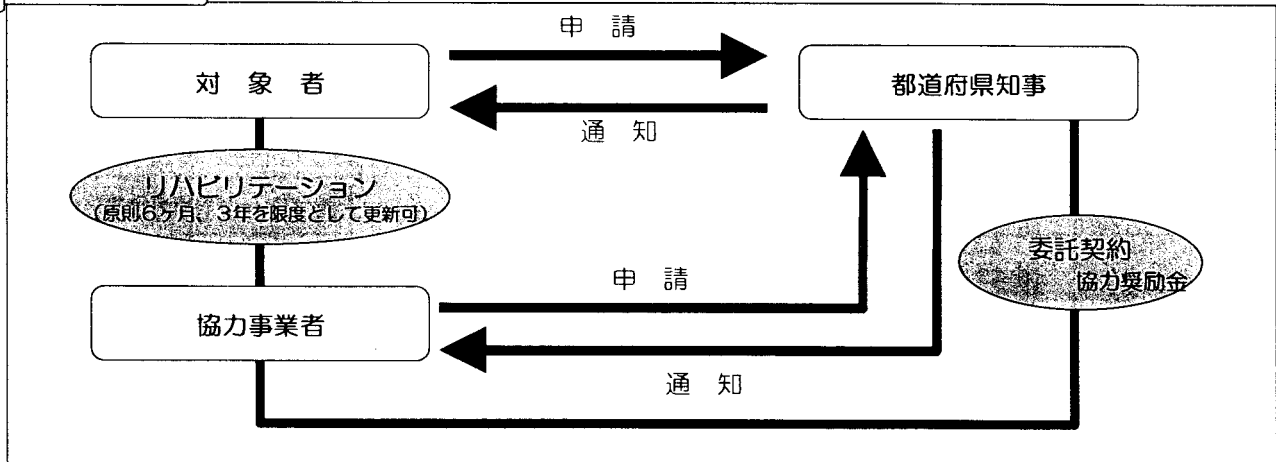 申 請
対 象 者
都道府県知事
通 知
リハビリテーション
(原則6ヶ月、3年を限度として更新可)
委託契約
協力奨励金
申 請
協力事業者
通 知